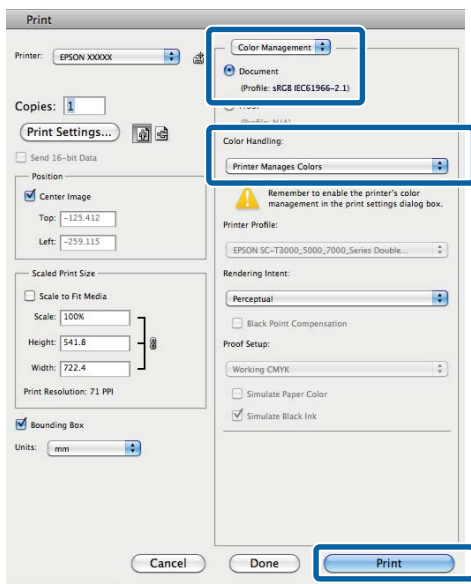 Print
Printer: EPSON XXXXX
Copies: 1
Print Settings...
Send 16-bit Data
Position
Center Image
Top: -125.412
Left: -259.115
Scaled Print Size
Scale to Fit Media
Scale: 100%
Height: 541.8
Width: 722.4
Print Resolution: 71 PPI
Bounding Box
Units: mm
Color Management
Document
(Profile: sRGB IEC61966-2.1)
Color Handling:
Printer Manages Colors
Remember to enable the printer's color
management in the print settings dialog box.
Printer Profile:
EPSON SC-T3000_5000_7000_Series Double...
Rendering Intent:
Perceptual
Black Point Compensation
Proof Setup:
Working CMYK
Simulate Paper Color
Simulate Black Ink
Cancel
Done
Print